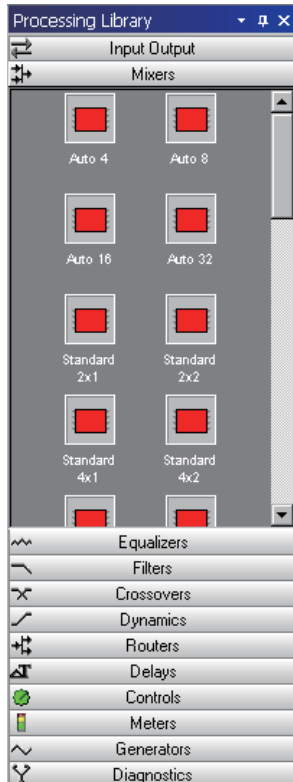 Processing Library
Input Output
Mixers
Auto 4 Auto 8
Auto 16 Auto 32
Standard Standard
2x1 2x2
Standard Standard
4x1 4x2
Equalizers
Filters
Crossovers
Dynamics
Routers
Delays
Controls
Meters
Generators
Diagnostics